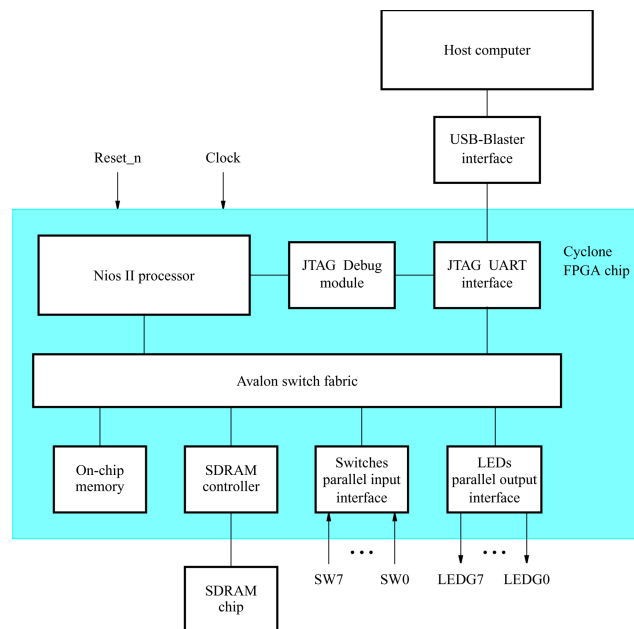 Host computer
USB-Blaster
interface
Reset_n
Clock
Cyclone
FPGA chip
Nios II processor
JTAG Debug
module
JTAG UART
interface
Avalon switch fabric
On-chip
memory
SDRAM
controller
Switches
parallel input
interface
LEDs
parallel output
interface
SW7
SW0
LEDG7
LEDG0
SDRAM
chip